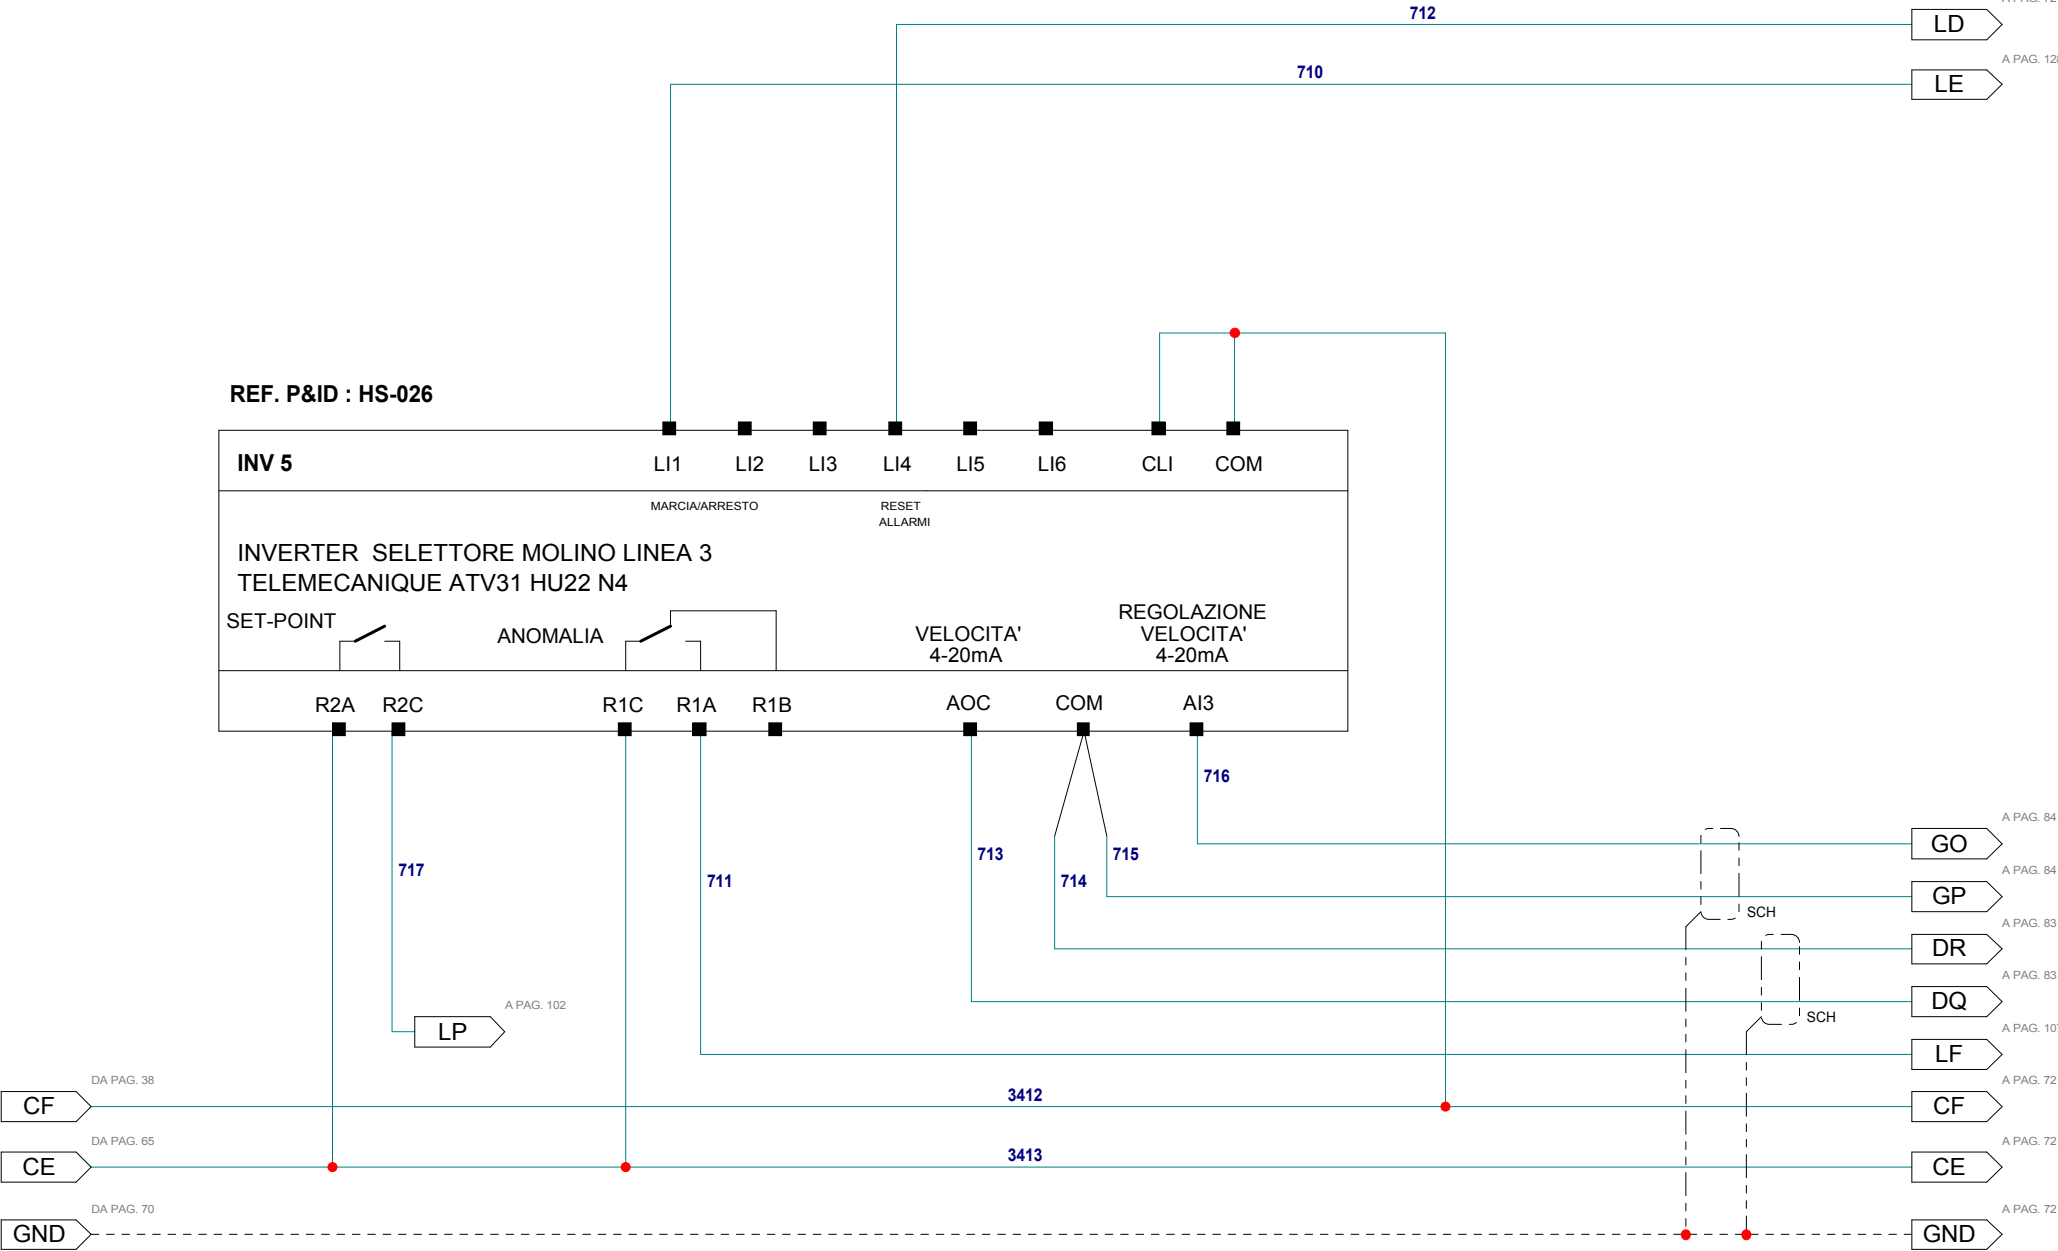 712
LD
710
A PAG. 128
LE
REF. P&ID : HS-026
INV 5
LI1 LI2 LI3 LI4 LI5 LI6 CLI COM
MARCIA/ARRESTO
RESET
ALLARMI
INVERTER SELETTORE MOLINO LINEA 3
TELEMECANIQUE ATV31 HU22 N4
SET-POINT
ANOMALIA
VELOCITA'
4-20mA
REGOLAZIONE
VELOCITA'
4-20mA
R2A R2C R1C R1A R1B AOC COM AI3
716
A PAG. 84
GO
713
715
717
711
714
A PAG. 84
GP
SCH
A PAG. 83
DR
A PAG. 83
DQ
SCH
A PAG. 102
LP
LF
DA PAG. 38
CF
3412
A PAG. 72
CF
DA PAG. 65
CE
3413
A PAG. 72
CE
DA PAG. 70
GND
A PAG. 72
GND